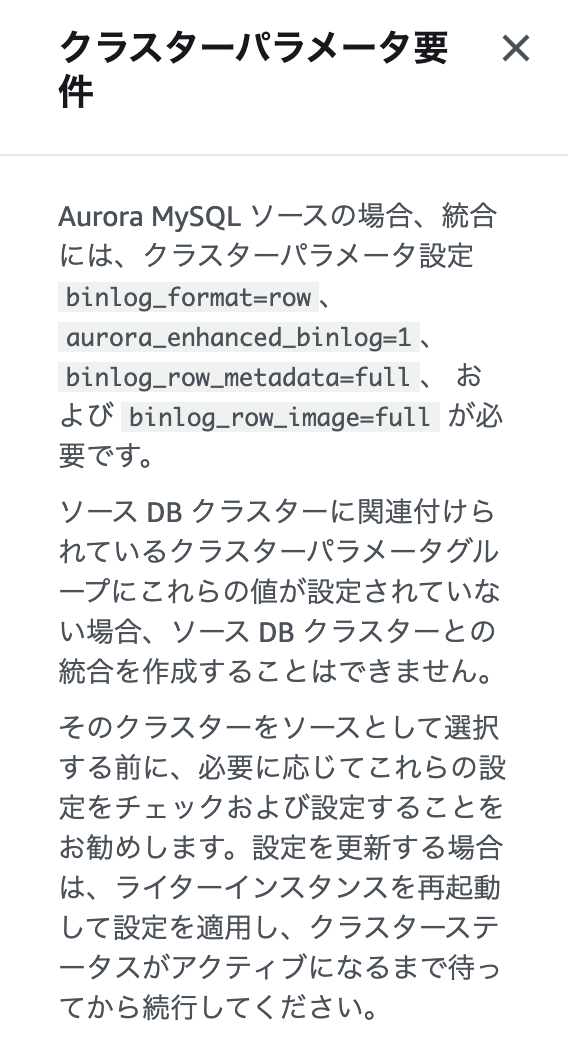 クラスターパラメータ要
件
Aurora MySQL ソースの場合、統合
には、クラスターパラメータ設定
binlog_format=row 、
aurora_enhanced_binlog=1 、
binlog_row_metadata=full 、 お
よび binlog_row_image=full が必
要です。
ソース DB クラスターに関連付けら
れているクラスターパラメータグル
ープにこれらの値が設定されていな
い場合、ソース DB クラスターとの
統合を作成することはできません。
そのクラスターをソースとして選択
する前に、必要に応じてこれらの設
定をチェックおよび設定することを
お勧めします。設定を更新する場合
は、ライターインスタンスを再起動
して設定を適用し、クラスターステ
ータスがアクティブになるまで待っ
てから続行してください。